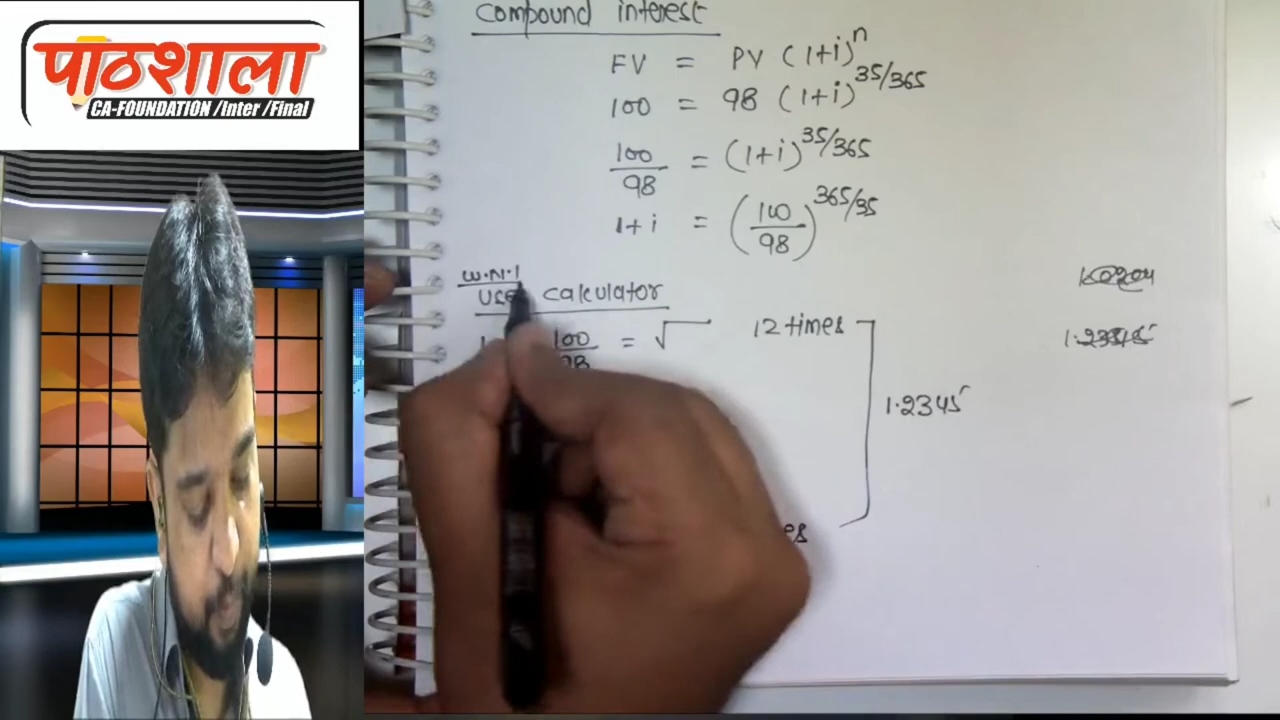 पाठशाला
CA-FOUNDATION /Inter /Final
compound interest
FV = PV (1+i)^n
100 = 98 (1+i)^35/365
100/98 = (1+i)^35/365
1+i = (100/98)^365/35
W.N.1
Use calculator
100/98 = √ 12 times
1.2345
1.2345